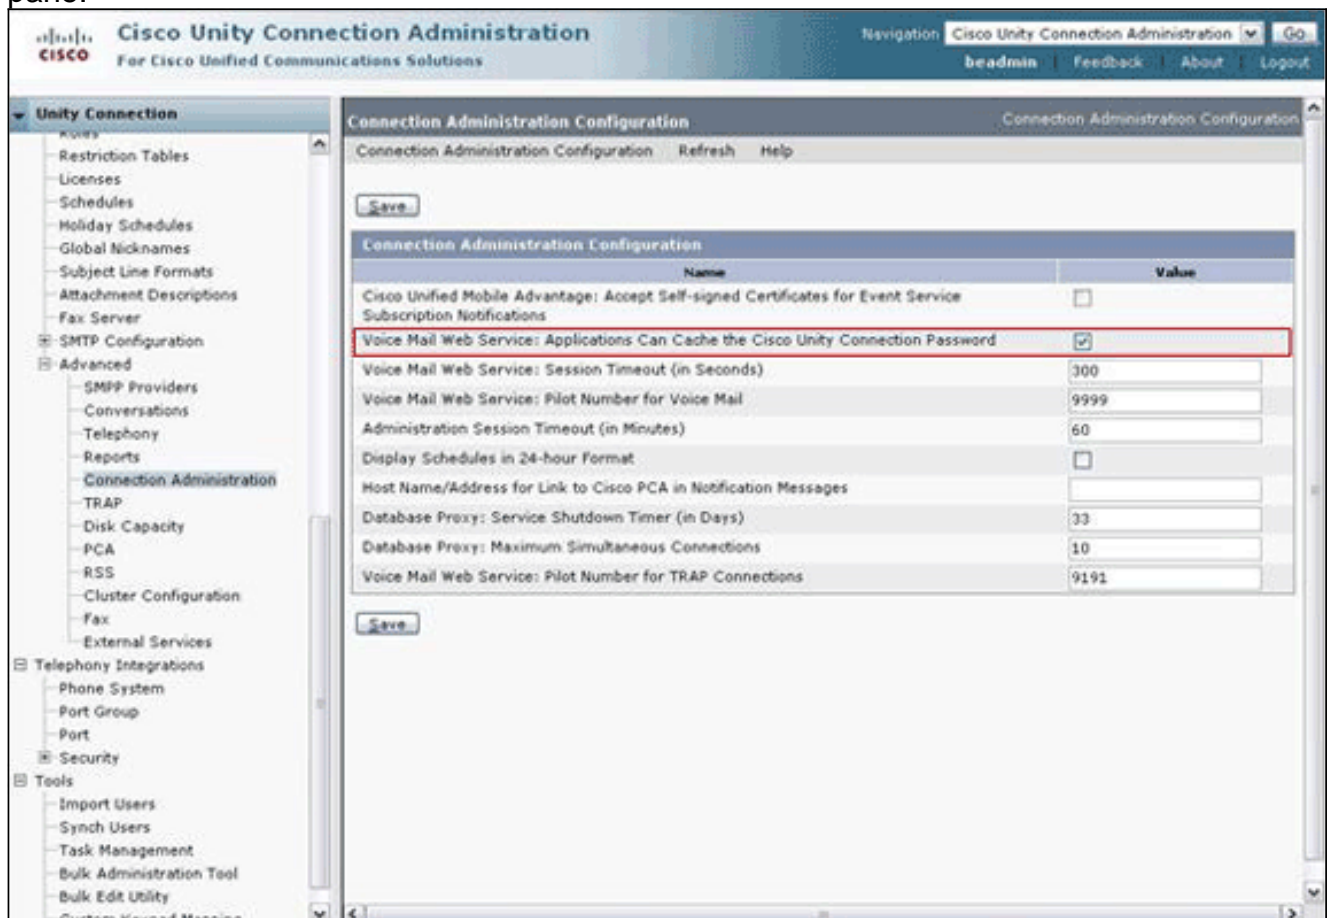 Cisco Unity Connection Administration
For Cisco Unified Communications Solutions
CISCO
Navigation Cisco Unity Connection Administration Go
beadmin Feedback About Logout
Unity Connection
Restriction Tables
Licenses
Schedules
Holiday Schedules
Global Nicknames
Subject Line Formats
Attachment Descriptions
Fax Server
SMTP Configuration
Advanced
SMPP Providers
Conversations
Telephony
Reports
Connection Administration
TRAP
Disk Capacity
PCA
RSS
Cluster Configuration
Fax
External Services
Telephony Integrations
Phone System
Port Group
Port
Security
Tools
Import Users
Synch Users
Task Management
Bulk Administration Tool
Bulk Edit Utility
Connection Administration Configuration
Connection Administration Configuration
Connection Administration Configuration Refresh Help
Save
Connection Administration Configuration
Name Value
Cisco Unified Mobile Advantage: Accept Self-signed Certificates for Event Service
Subscription Notifications
Voice Mail Web Service: Applications Can Cache the Cisco Unity Connection Password
Voice Mail Web Service: Session Timeout (in Seconds) 300
Voice Mail Web Service: Pilot Number for Voice Mail 9999
Administration Session Timeout (in Minutes) 60
Display Schedules in 24-hour Format
Host Name/Address for Link to Cisco PCA in Notification Messages
Database Proxy: Service Shutdown Timer (in Days) 33
Database Proxy: Maximum Simultaneous Connections 10
Voice Mail Web Service: Pilot Number for TRAP Connections 9191
Save